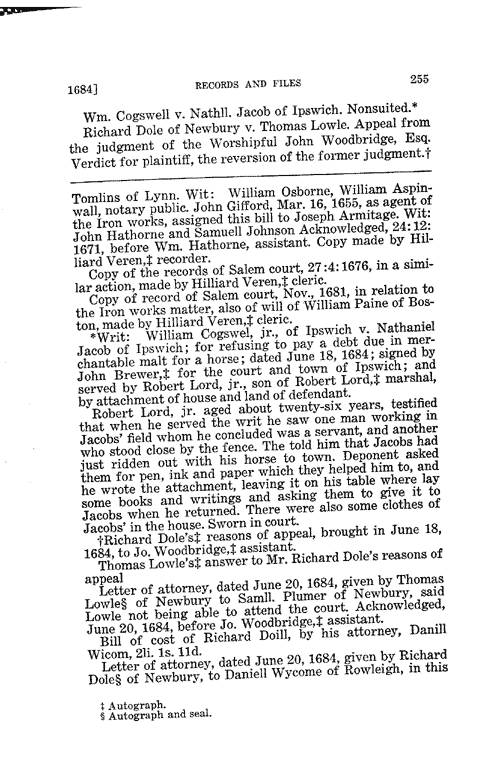 1684]
RECORDS AND FILES
255
Wm. Cogswell v. Nathll. Jacob of Ipswich. Nonsuited.*
Richard Dole of Newbury v. Thomas Lowle. Appeal from
the judgment of the Worshipful John Woodbridge, Esq.
Verdict for plaintiff, the reversion of the former judgment.†
Tomlins of Lynn. Wit: William Osborne, William Aspin-
wall, notary public. John Gifford, Mar. 16, 1655, as agent of
the Iron works, assigned this bill to Joseph Armitage. Wit:
John Hathorne and Samuell Johnson Acknowledged, 24:12:
1671, before Wm. Hathorne, assistant. Copy made by Hil-
liard Veren,‡ recorder.
Copy of the records of Salem court, 27:4:1676, in a simi-
lar action, made by Hilliard Veren,‡ cleric.
Copy of record of Salem court, Nov., 1681, in relation to
the Iron works matter, also of will of William Paine of Bos-
ton, made by Hilliard Veren,‡ cleric.
*Writ: William Cogswel, jr., of Ipswich v. Nathaniel
Jacob of Ipswich; for refusing to pay a debt due in mer-
chantable malt for a horse; dated June 18, 1684; signed by
John Brewer,‡ for the court and town of Ipswich; and
served by Robert Lord, jr., son of Robert Lord,‡ marshal,
by attachment of house and land of defendant.
Robert Lord, jr. aged about twenty-six years, testified
that when he served the writ he saw one man working in
Jacobs' field whom he concluded was a servant, and another
who stood close by the fence. The told him that Jacobs had
just ridden out with his horse to town. Deponent asked
them for pen, ink and paper which they helped him to, and
he wrote the attachment, leaving it on his table where lay
some books and writings and asking them to give it to
Jacobs when he returned. There were also some clothes of
Jacobs' in the house. Sworn in court.
†Richard Dole's‡ reasons of appeal, brought in June 18,
1684, to Jo. Woodbridge,‡ assistant.
Thomas Lowle's‡ answer to Mr. Richard Dole's reasons of
appeal
Letter of attorney, dated June 20, 1684, given by Thomas
Lowle§ of Newbury to Samll. Plumer of Newbury, said
Lowle not being able to attend the court. Acknowledged,
June 20, 1684, before Jo. Woodbridge,‡ assistant.
Bill of cost of Richard Doill, by his attorney, Danill
Wicom, 2li. 1s. 11d.
Letter of attorney, dated June 20, 1684, given by Richard
Dole§ of Newbury, to Daniell Wycome of Rowleigh, in this
‡ Autograph.
§ Autograph and seal.